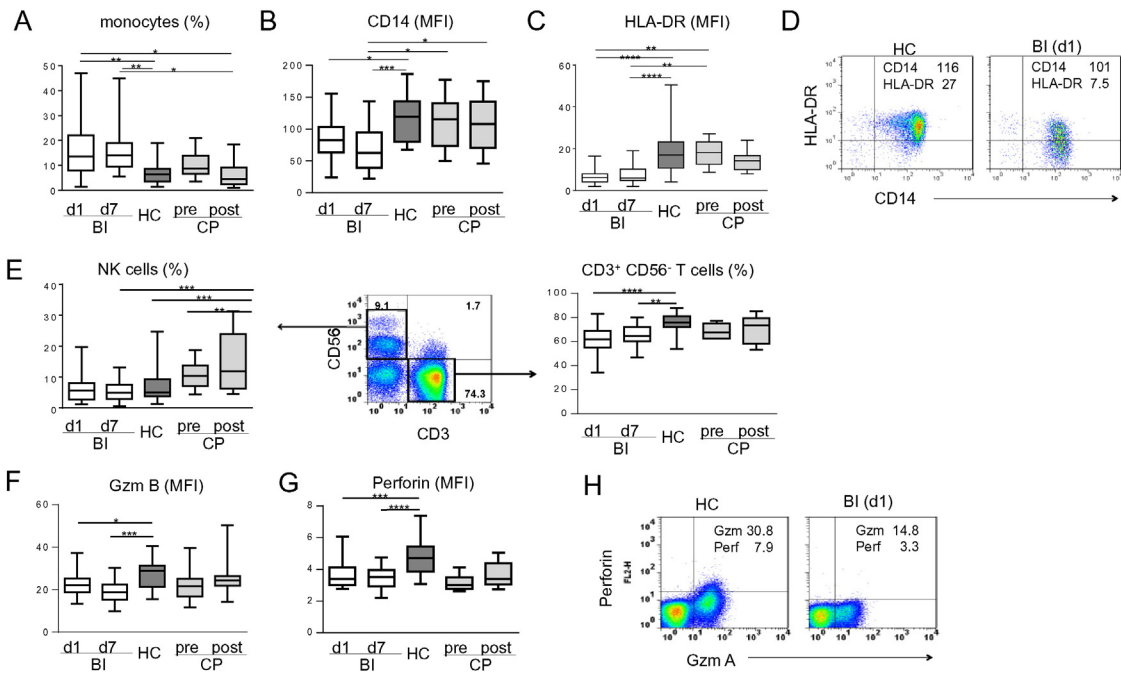 A
monocytes (%)
*
**
**
*
50
40
30
20
10
0
d1 d7 HC pre post
BI CP
B
CD14 (MFI)
*
*
*
***
200
150
100
50
0
d1 d7 HC pre post
BI CP
C
HLA-DR (MFI)
**
****
**
****
60
40
20
0
d1 d7 HC pre post
BI CP
D
HC
CD14 116
HLA-DR 27
BI (d1)
CD14 101
HLA-DR 7.5
HLA-DR
CD14
E
NK cells (%)
***
***
**
40
30
20
10
0
d1 d7 HC pre post
BI CP
9.1
1.7
74.3
CD56
CD3
CD3+ CD56- T cells (%)
****
**
100
80
60
40
20
0
d1 d7 HC pre post
BI CP
F
Gzm B (MFI)
*
***
60
40
20
0
d1 d7 HC pre post
BI CP
G
Perforin (MFI)
***
****
8
6
4
2
0
d1 d7 HC pre post
BI CP
H
HC
Gzm 30.8
Perf 7.9
BI (d1)
Gzm 14.8
Perf 3.3
Perforin
FL2-H
Gzm A